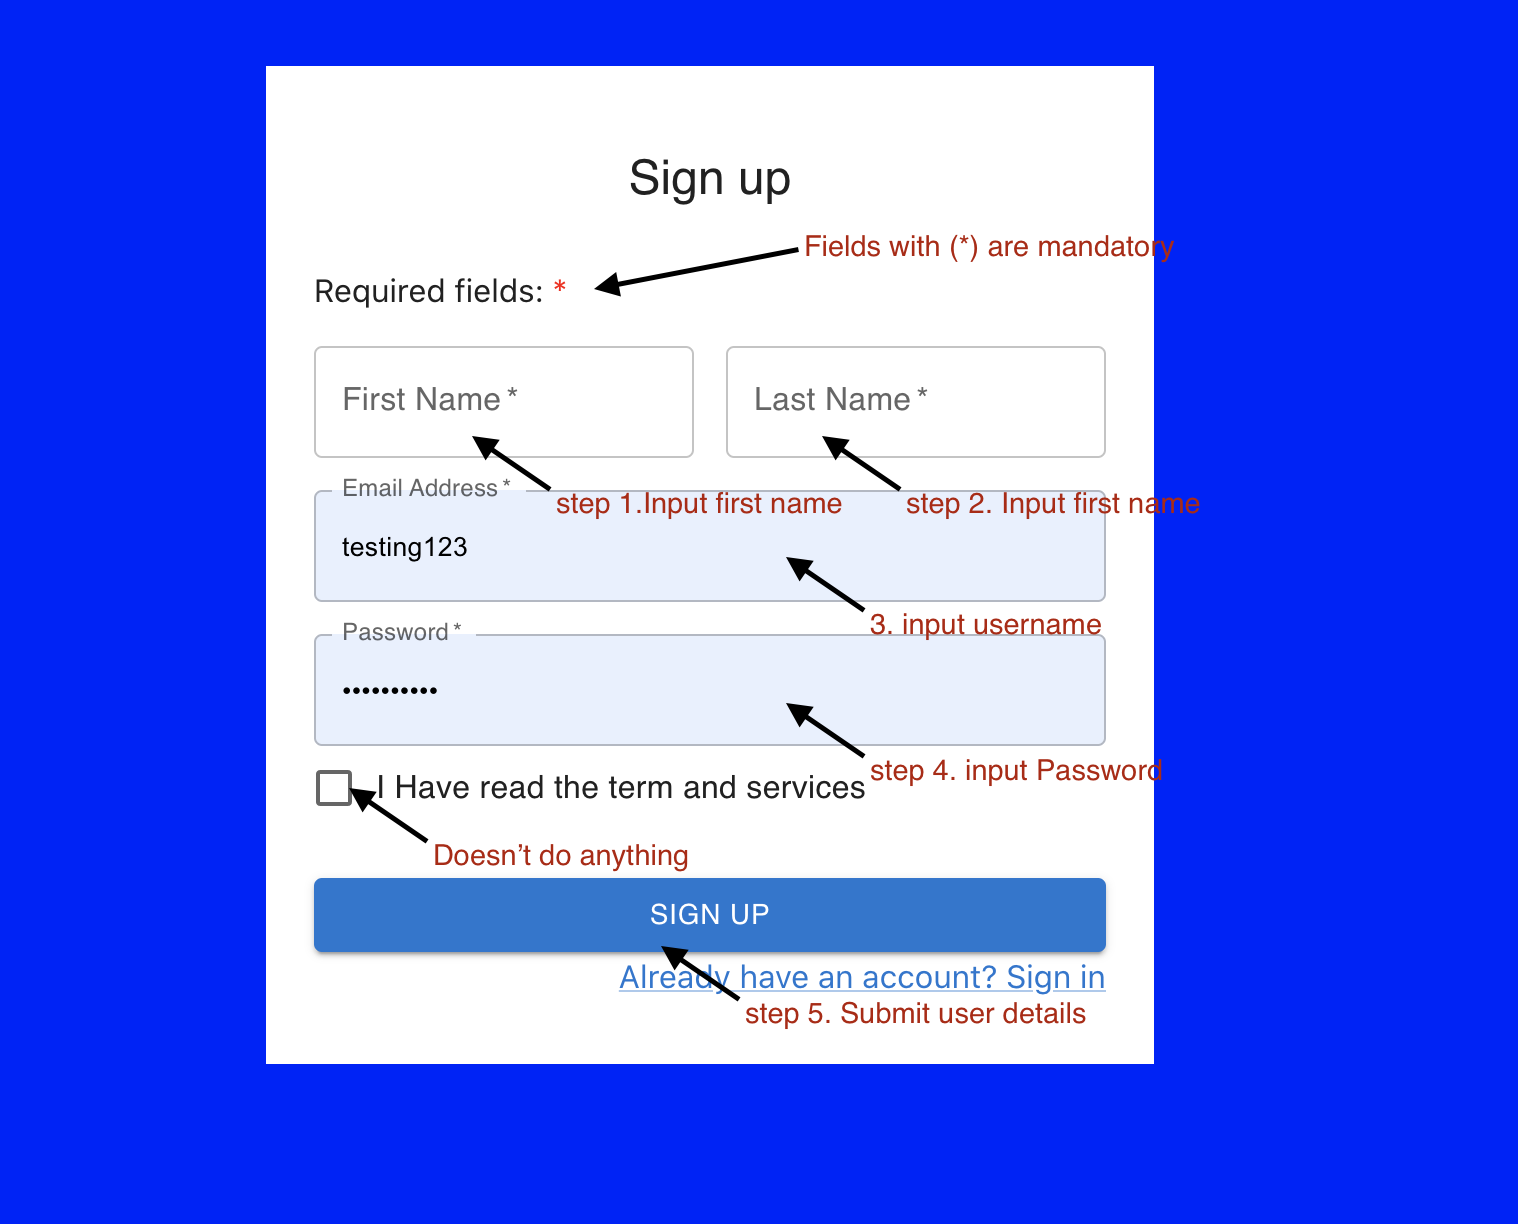 Sign up
Fields with (*) are mandatory
Required fields: *
First Name *
Last Name *
Email Address *
step 1.Input first name
step 2. Input first name
testing123
3. input username
Password *
••••••••••
step 4. input Password
I Have read the term and services
Doesn’t do anything
SIGN UP
Already have an account? Sign in
step 5. Submit user details